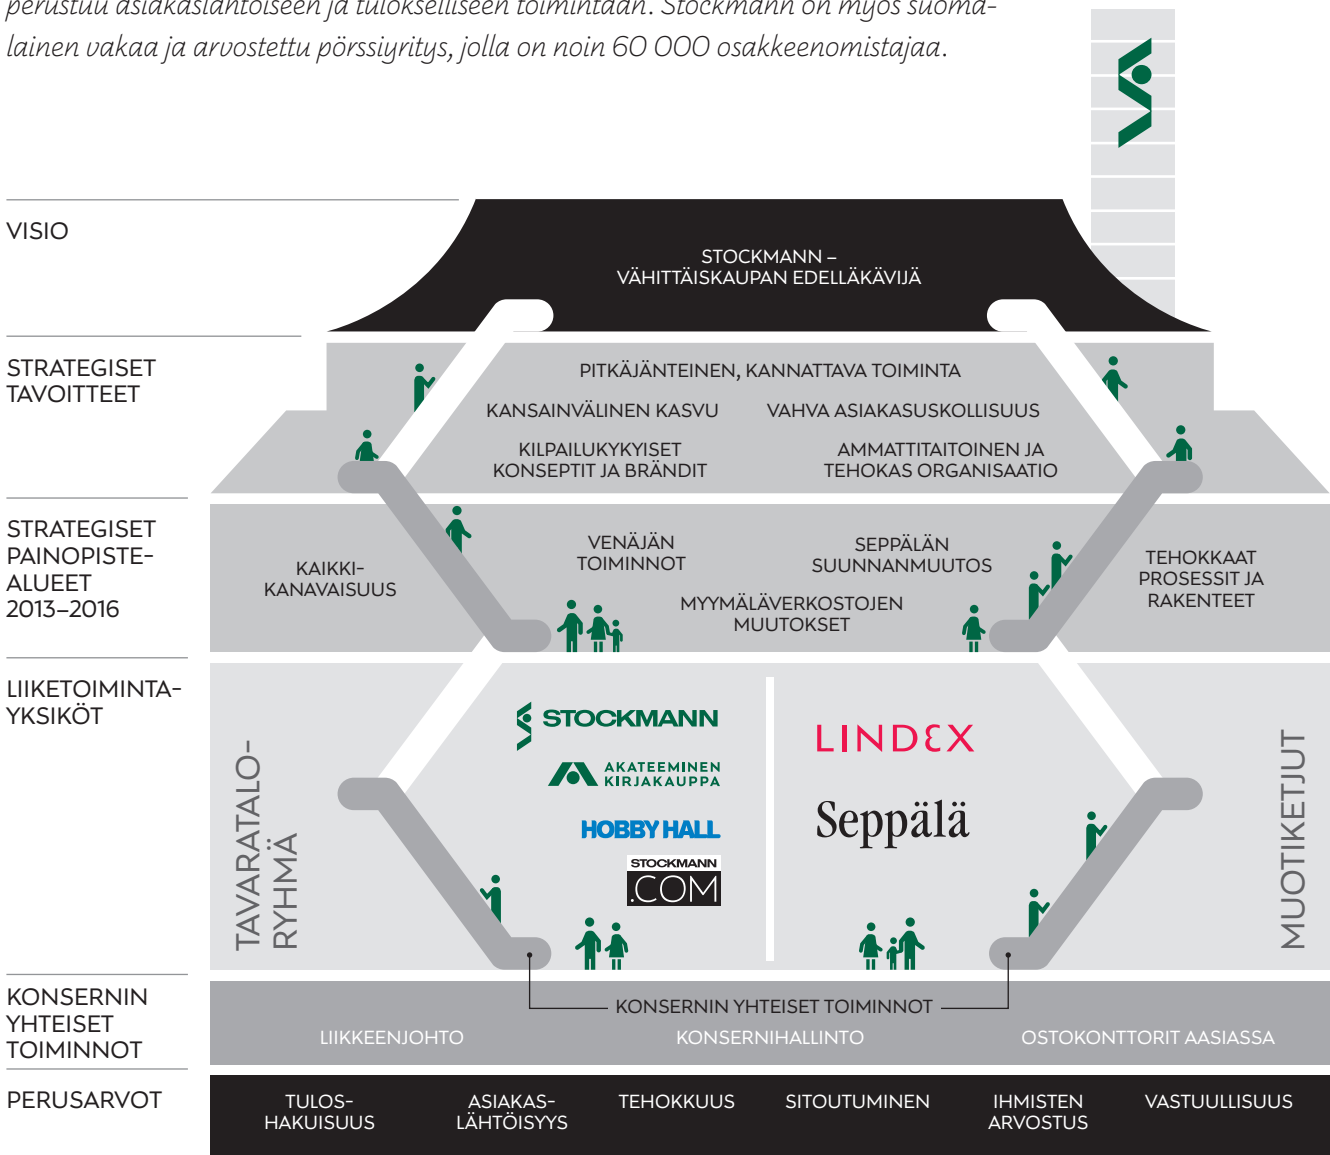 perustuu asiakaslähtöiseen ja tulokselliseen toimintaan. Stockmann on myös suoma-
lainen vakaa ja arvostettu pörssiyritys, jolla on noin 60 000 osakkeenomistajaa.
VISIO
STOCKMANN –
VÄHITTÄISKAUPAN EDELLÄKÄVIJÄ
STRATEGISET
TAVOITTEET
PITKÄJÄNTEINEN, KANNATTAVA TOIMINTA
KANSAINVÄLINEN KASVU
VAHVA ASIAKASUSKOLLISUUS
KILPAILUKYKYISET
KONSEPTIT JA BRÄNDIT
AMMATTITAITOINEN JA
TEHOKAS ORGANISAATIO
STRATEGISET
PAINOPISTE-
ALUEET
2013–2016
KAIKKI-
KANAVAISUUS
VENÄJÄN
TOIMINNOT
SEPPÄLÄN
SUUNNANMUUTOS
MYYMÄLÄVERKOSTOJEN
MUUTOKSET
TEHOKKAAT
PROSESSIT JA
RAKENTEET
LIIKETOIMINTA-
YKSIKÖT
TAVARATALO-
RYHMÄ
STOCKMANN
AKATEEMINEN
KIRJAKAUPPA
HOBBY HALL
STOCKMANN
.COM
LINDEX
Seppälä
MUOTIKETJUT
KONSERNIN
YHTEISET
TOIMINNOT
KONSERNIN YHTEISET TOIMINNOT
LIIKKEENJOHTO
KONSERNIHALLINTO
OSTOKONTTORIT AASIASSA
PERUSARVOT
TULOS-
HAKUISUUS
ASIAKAS-
LÄHTÖISYYS
TEHOKKUUS
SITOUTUMINEN
IHMISTEN
ARVOSTUS
VASTUULLISUUS